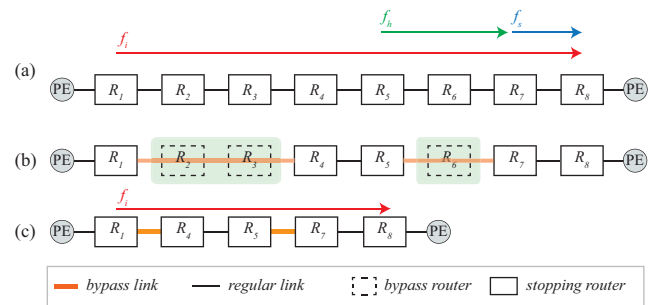 f_h f_s
f_i
(a)
PE R_1 R_2 R_3 R_4 R_5 R_6 R_7 R_8 PE
(b) PE R_1 R_2 R_3 R_4 R_5 R_6 R_7 R_8 PE
f_i
(c) PE R_1 R_4 R_5 R_7 R_8 PE
bypass link regular link bypass router stopping router